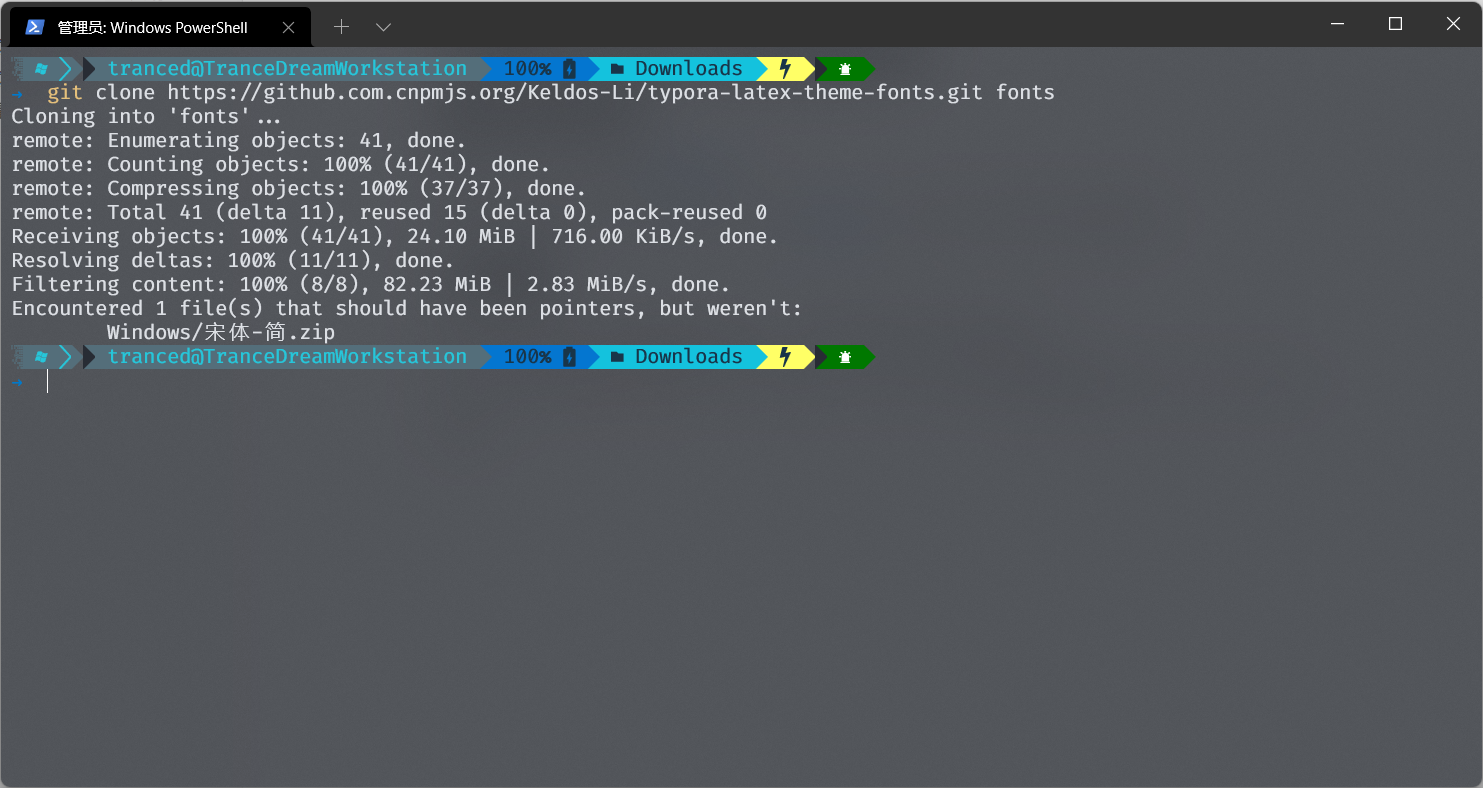 管理员: Windows PowerShell
tranced@TranceDreamWorkstation 100% Downloads
→ git clone https://github.com.cnpmjs.org/Keldos-Li/typora-latex-theme-fonts.git fonts
Cloning into 'fonts'...
remote: Enumerating objects: 41, done.
remote: Counting objects: 100% (41/41), done.
remote: Compressing objects: 100% (37/37), done.
remote: Total 41 (delta 11), reused 15 (delta 0), pack-reused 0
Receiving objects: 100% (41/41), 24.10 MiB | 716.00 KiB/s, done.
Resolving deltas: 100% (11/11), done.
Filtering content: 100% (8/8), 82.23 MiB | 2.83 MiB/s, done.
Encountered 1 file(s) that should have been pointers, but weren't:
Windows/宋体-简.zip
tranced@TranceDreamWorkstation 100% Downloads
→